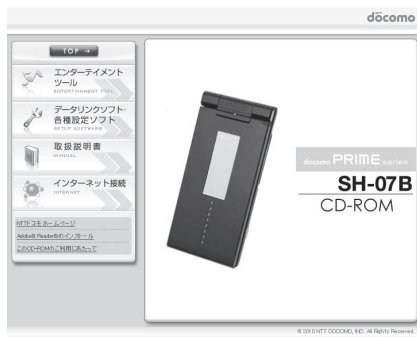 döcomo
TOP →
エンターテイメント
ツール
ENTERTAINMENT TOOL
データリンクソフト・
各種設定ソフト
SETUP SOFTWARE
取扱説明書
MANUAL
インターネット接続
INTERNET
NTTドコモ ホームページ
Adobe® Reader®のインストール
このCD-ROMのご利用にあたって
docomo PRIME series
SH-07B
CD-ROM
© 2010 NTT DOCOMO, INC. All Rights Reserved.